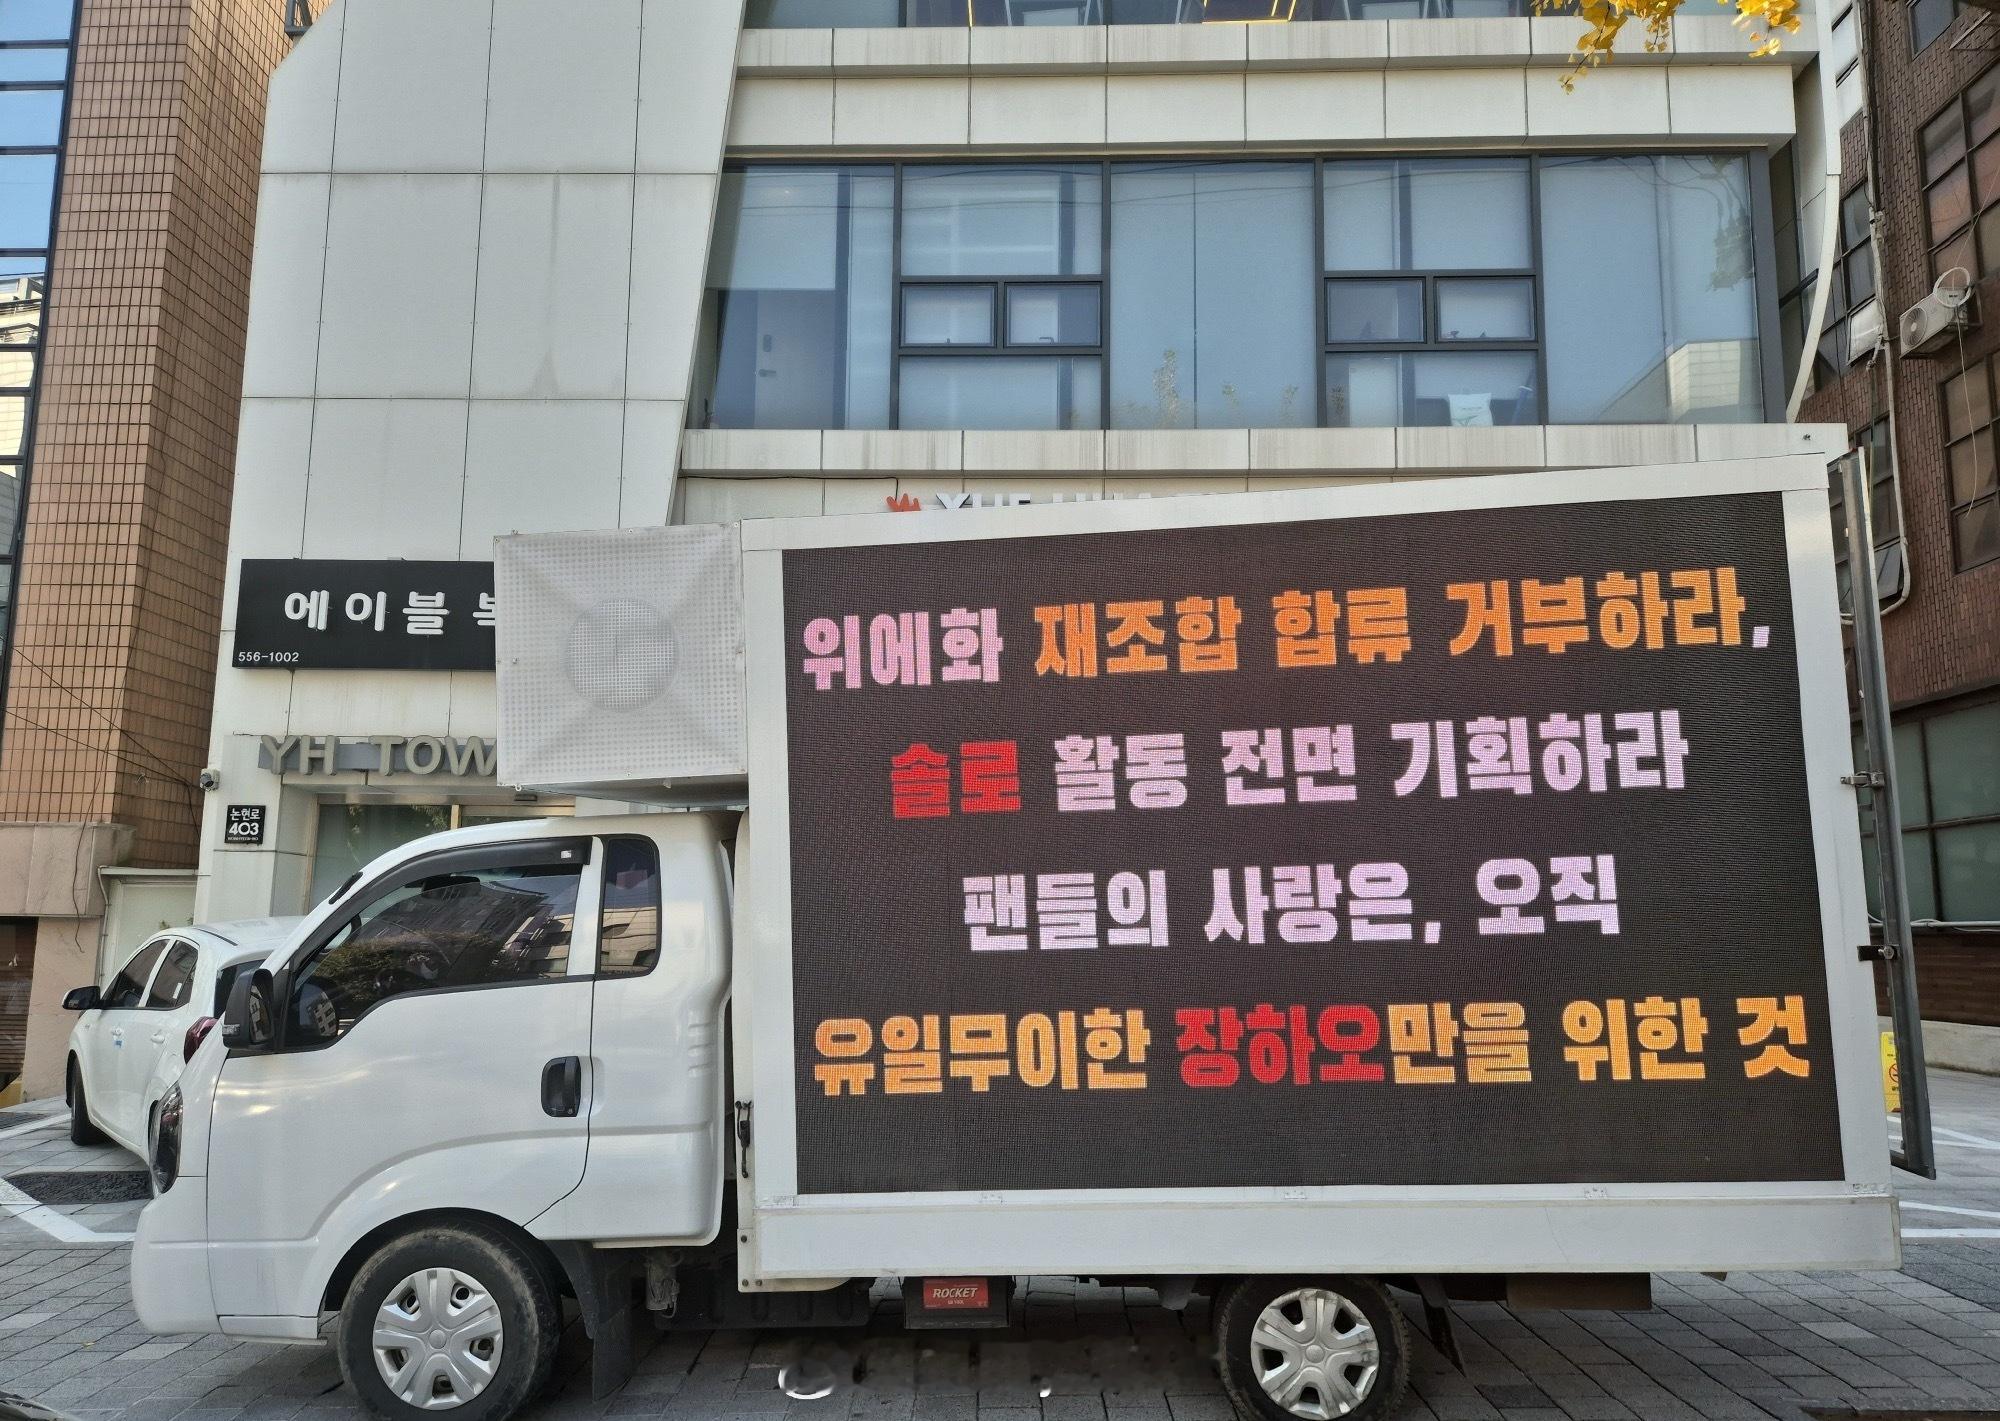 에이블
556-1002
YH TOW
논현로
403
위에화 재조합 합류 거부하라,
솔로 활동 전면 기획하라
팬들의 사랑은, 오직
유일무이한 장하오만을 위한 것
ROCKET